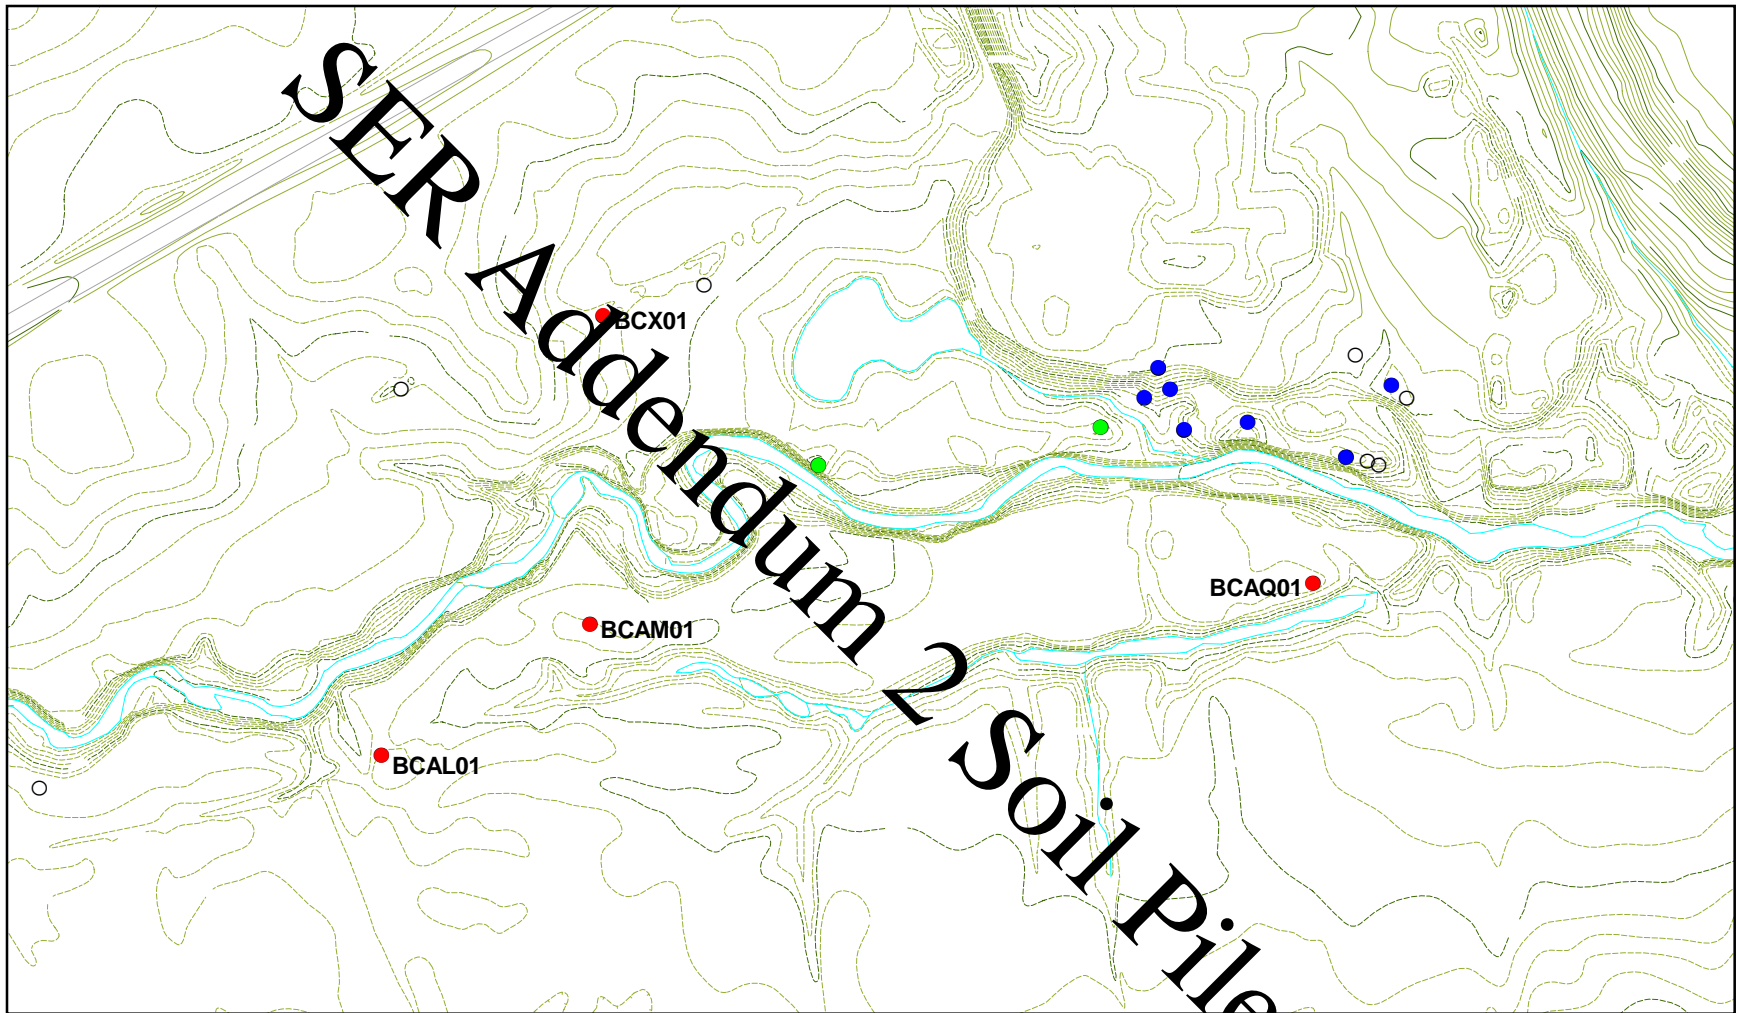 SER Addendum 2 Soil Pile
BCX01
BCAQ01
BCAM01
BCAL01